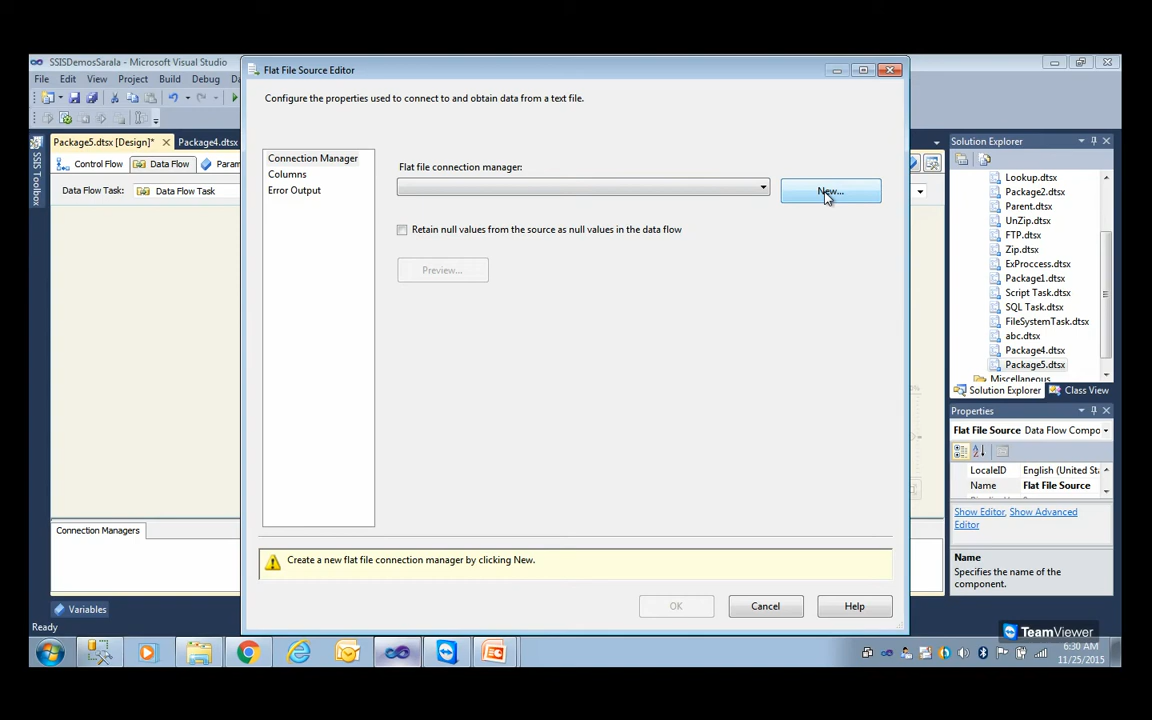 SSISDemosSarala - Microsoft Visual Studio
File Edit View Project Build Debug
Package5.dtsx [Design]* Package4.dtsx
Control Flow Data Flow
Data Flow Task: Data Flow Task
SSIS Toolbox
Connection Managers
Variables
Ready
Flat File Source Editor
Configure the properties used to connect to and obtain data from a text file.
Connection Manager
Columns
Error Output
Flat file connection manager:
New...
Retain null values from the source as null values in the data flow
Preview...
Create a new flat file connection manager by clicking New.
OK Cancel Help
Solution Explorer
Lookup.dtsx
Package2.dtsx
Parent.dtsx
UnZip.dtsx
FTP.dtsx
Zip.dtsx
ExProccess.dtsx
Package1.dtsx
Script Task.dtsx
SQL Task.dtsx
FileSystemTask.dtsx
abc.dtsx
Package4.dtsx
Package5.dtsx
Miscellaneous
Solution Explorer Class View
Properties
Flat File Source Data Flow Compo
LocaleID English (United St
Name Flat File Source
Show Editor, Show Advanced
Editor
Name
Specifies the name of the
component.
TeamViewer
6:30 AM
11/25/2015